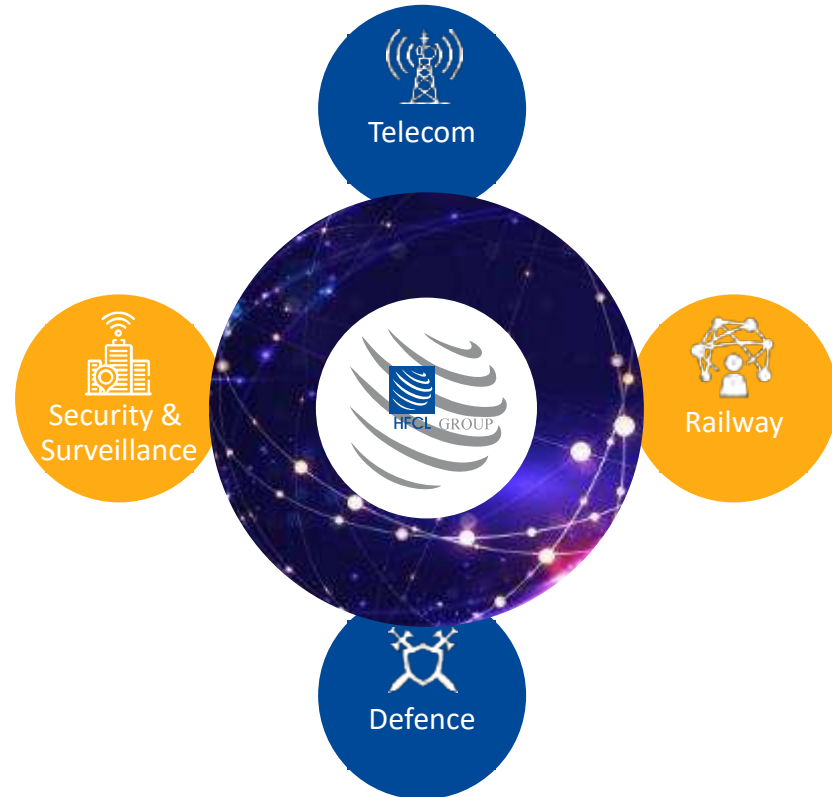 Telecom
Security &
Surveillance
HFCL GROUP
Railway
Defence